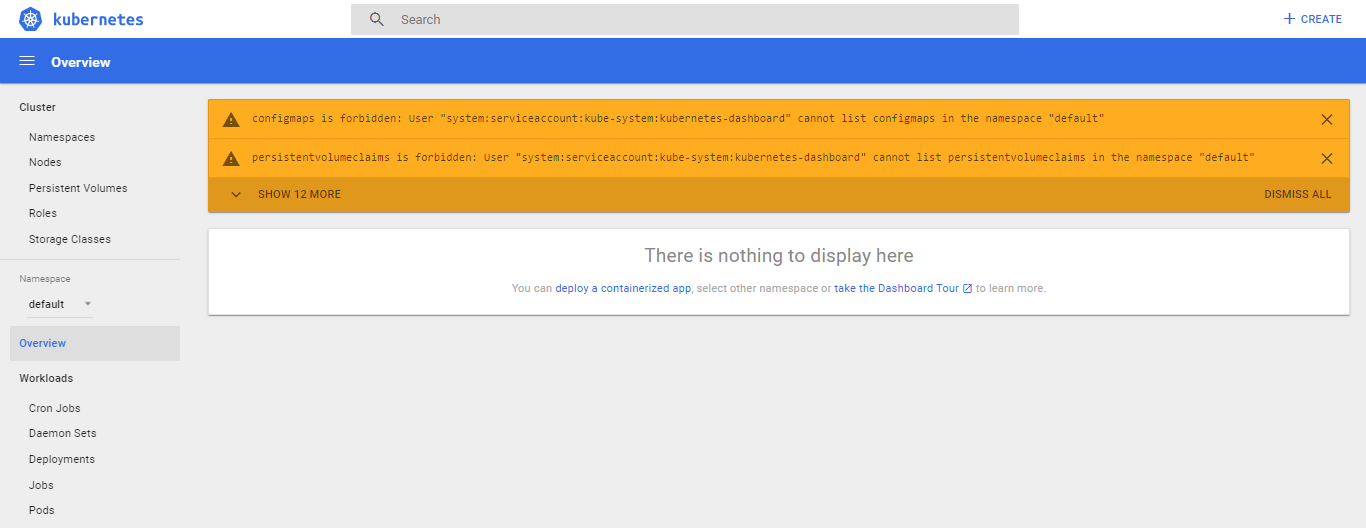 kubernetes
Search
CREATE
Overview
Cluster
Namespaces
Nodes
Persistent Volumes
Roles
Storage Classes
Namespace
default
Overview
Workloads
Cron Jobs
Daemon Sets
Deployments
Jobs
Pods
configmaps is forbidden: User "system:serviceaccount:kube-system:kubernetes-dashboard" cannot list configmaps in the namespace "default"
persistentvolumeclaims is forbidden: User "system:serviceaccount:kube-system:kubernetes-dashboard" cannot list persistentvolumeclaims in the namespace "default"
SHOW 12 MORE
DISMISS ALL
There is nothing to display here
You can deploy a containerized app, select other namespace or take the Dashboard Tour to learn more.